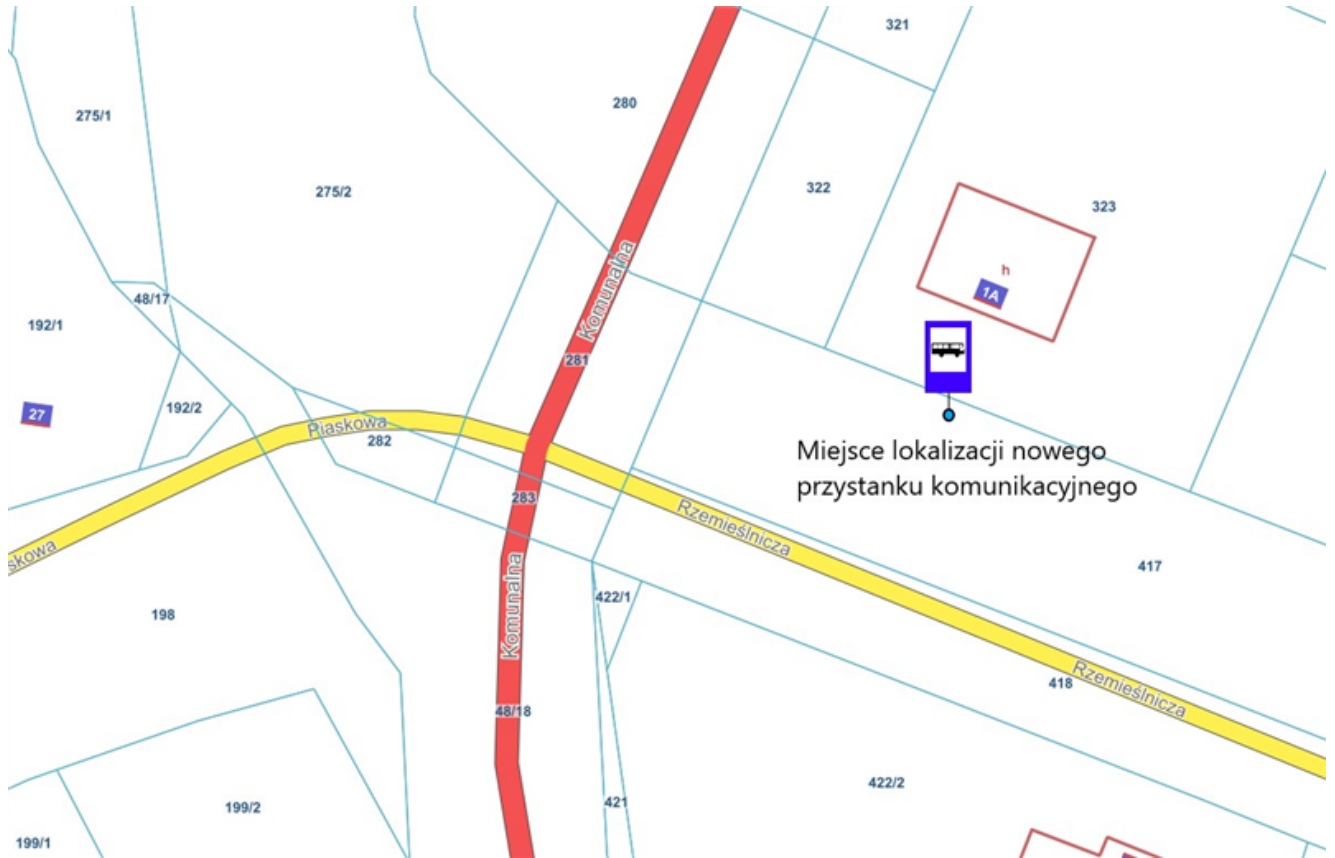 321
280
275/1
275/2
322
323
h
1A
48/17
Komunalna
192/1
281
27
192/2
Piaskowa
282
Miejsce lokalizacji nowego
przystanku komunikacyjnego
283
Rzemieślnicza
skowa
417
Komunalna
422/1
198
Rzemieślnicza
418
48/18
422/2
421
199/2
199/1